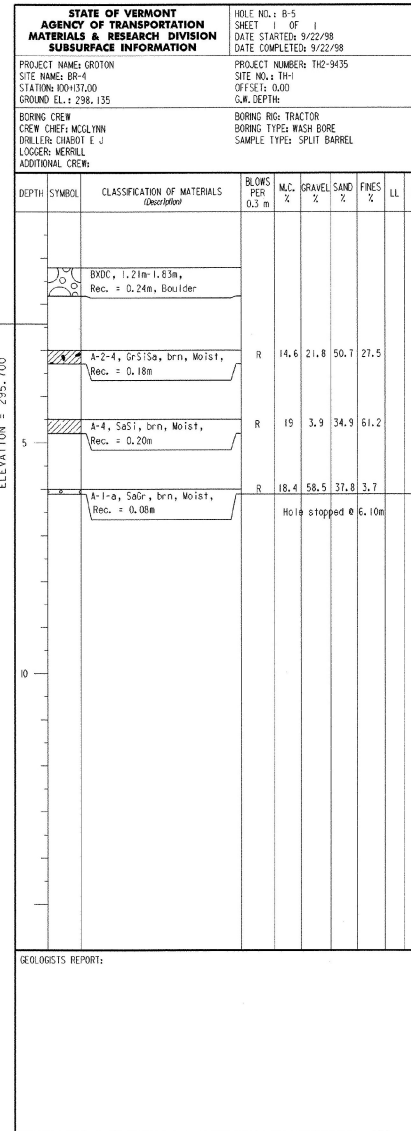 STATE OF VERMONT
AGENCY OF TRANSPORTATION
MATERIALS & RESEARCH DIVISION
SUBSURFACE INFORMATION
HOLE NO.: B-5
SHEET 1 OF 1
DATE STARTED: 9/22/98
DATE COMPLETED: 9/22/98
PROJECT NAME: GROTON
SITE NAME: BR-4
STATION: 100+137.00
GROUND EL.: 298.135
PROJECT NUMBER: TH2-9435
SITE NO.: TH-1
OFFSET: 0.00
G.W. DEPTH:
BORING CREW
CREW CHIEF: MCGLYNN
DRILLER: CHABOT E J
LOGGER: MERRILL
ADDITIONAL CREW:
BORING RIG: TRACTOR
BORING TYPE: WASH BORE
SAMPLE TYPE: SPLIT BARREL
DEPTH SYMBOL CLASSIFICATION OF MATERIALS (Description) BLOWS PER 0.3 m M.C. % GRAVEL % SAND % FINES % LL
BXDC, 1.21m-1.83m,
Rec. = 0.24m, Boulder
A-2-4, GrSiSa, brn, Moist, R 14.6 21.8 50.7 27.5
Rec. = 0.18m
A-4, SaSi, brn, Moist, R 19 3.9 34.9 61.2
5 Rec. = 0.20m
A-1-a, SaGr, brn, Moist, R 18.4 58.5 37.8 3.7
Rec. = 0.08m
Hole stopped @ 6.10m
10
ELEVATION = 295.700
GEOLOGISTS REPORT: